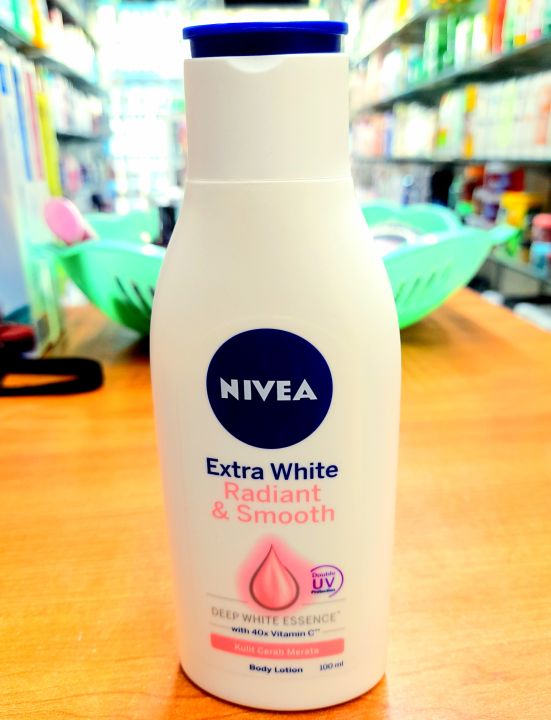 NIVEA
Extra White
Radiant
& Smooth
Double
UV
Protection
DEEP WHITE ESSENCE™
with 40x Vitamin C**
Kulit Cerah Merata
Body Lotion 100 ml